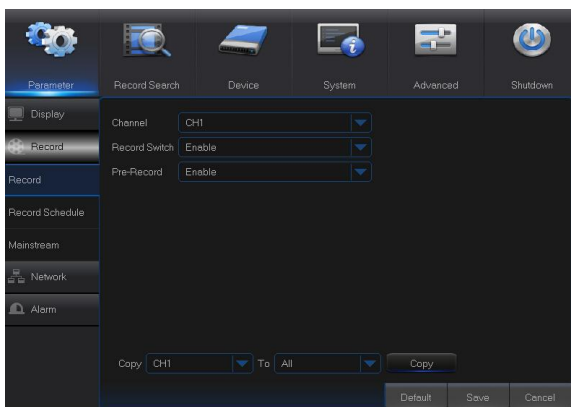 Parameter Record Search Device System Advanced Shutdown
Display
Record
Record
Record Schedule
Mainstream
Network
Alarm
Channel CH1
Record Switch Enable
Pre-Record Enable
Copy CH1 To All Copy
Default Save Cancel